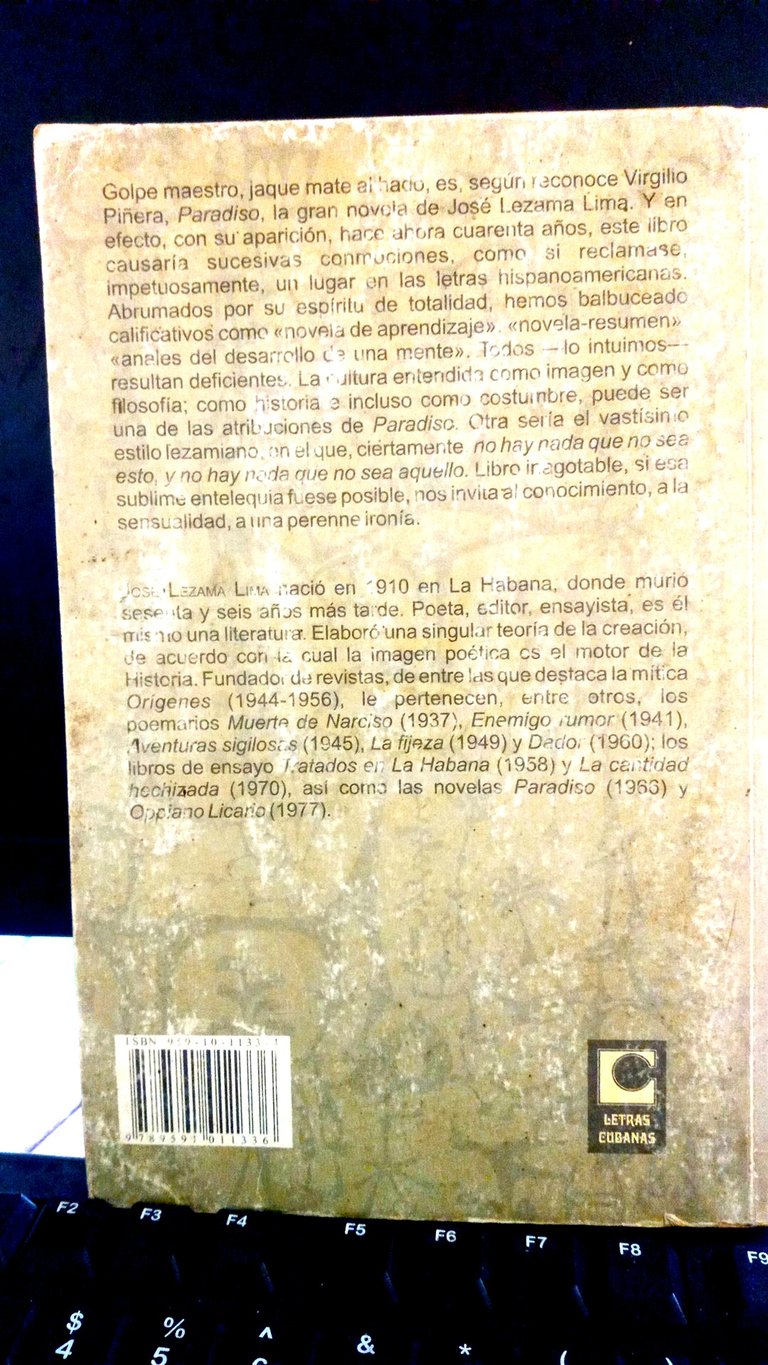 Golpe maestro, jaque mate al hado, es, según reconoce Virgilio
Piñera, Paradiso, la gran novela de José Lezama Lima. Y en
efecto, con su aparición, hace ahora cuarenta años, este libro
causaría sucesivas conmociones, como si reclamase,
impetuosamente, un lugar en las letras hispanoamericanas.
Abrumados por su espíritu de totalidad, hemos balbuceado
calificativos como «novela de aprendizaje», «novela-resumen»
«anales del desarrollo de una mente». Todos —lo intuimos—
resultan deficientes. La cultura entendida como imagen y como
filosofía; como historia e incluso como costumbre, puede ser
una de las atribuciones de Paradiso. Otra sería el vastísimo
estilo lezamiano, en el que, ciertamente no hay nada que no sea
esto, y no hay nada que no sea aquello. Libro inagotable, si esa
sublime entelequia fuese posible, nos invita al conocimiento, a la
sensualidad, a una perenne ironía.
JOSÉ LEZAMA LIMA nació en 1910 en La Habana, donde murió
sesenta y seis años más tarde. Poeta, editor, ensayista, es él
mismo una literatura. Elaboró una singular teoría de la creación,
de acuerdo con la cual la imagen poética es el motor de la
Historia. Fundador de revistas, de entre las que destaca la mítica
Orígenes (1944-1956), le pertenecen, entre otros, los
poemarios Muerte de Narciso (1937), Enemigo rumor (1941),
Aventuras sigilosas (1945), La fijeza (1949) y Dador (1960); los
libros de ensayo Tratados en La Habana (1958) y La cantidad
hechizada (1970), así como las novelas Paradiso (1966) y
Oppiano Licario (1977).
ISBN 959-10-1133-
9 789591 011336
LETRAS
CUBANAS
F2 F3 F4 F5 F6 F7 F8 F9
$ % ^ & * ( )
4 5